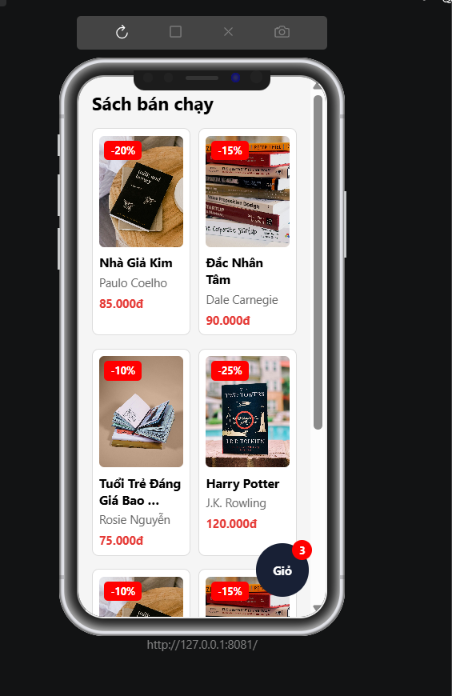 Sách bán chạy
-20%
-15%
Nhà Giả Kim
Paulo Coelho
85.000đ
Đắc Nhân
Tâm
Dale Carnegie
90.000đ
-10%
-25%
Tuổi Trẻ Đáng
Giá Bao ...
Rosie Nguyễn
75.000đ
Harry Potter
J.K. Rowling
120.000đ
3
Giỏ
-10%
-15%
http://127.0.0.1:8081/